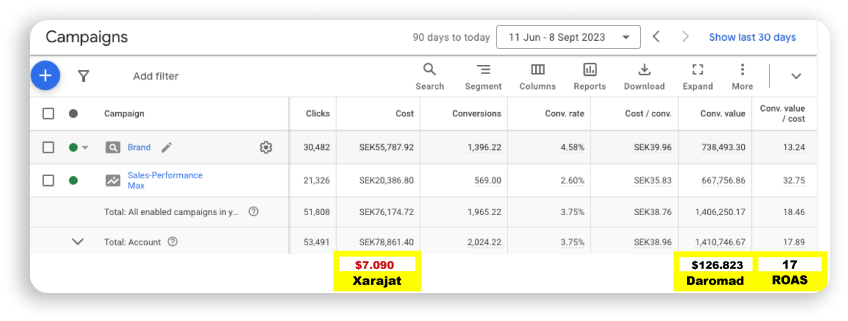 Campaigns
90 days to today 11 Jun - 8 Sept 2023 Show last 30 days
Add filter
Search Segment Columns Reports Download Expand More
Campaign Clicks Cost Conversions Conv. rate Cost / conv. Conv. value Conv. value
/ cost
Brand 30,482 SEK55,787.92 1,396.22 4.58% SEK39.96 738,493.30 13.24
Sales-Performance
Max 21,326 SEK20,386.80 569.00 2.60% SEK35.83 667,756.86 32.75
Total: All enabled campaigns in y... 51,808 SEK76,174.72 1,965.22 3.75% SEK38.76 1,406,250.17 18.46
Total: Account 53,491 SEK78,861.40 2,024.22 3.75% SEK38.96 1,410,746.67 17.89
$7.090 $126.823 17
Xarajat Daromad ROAS